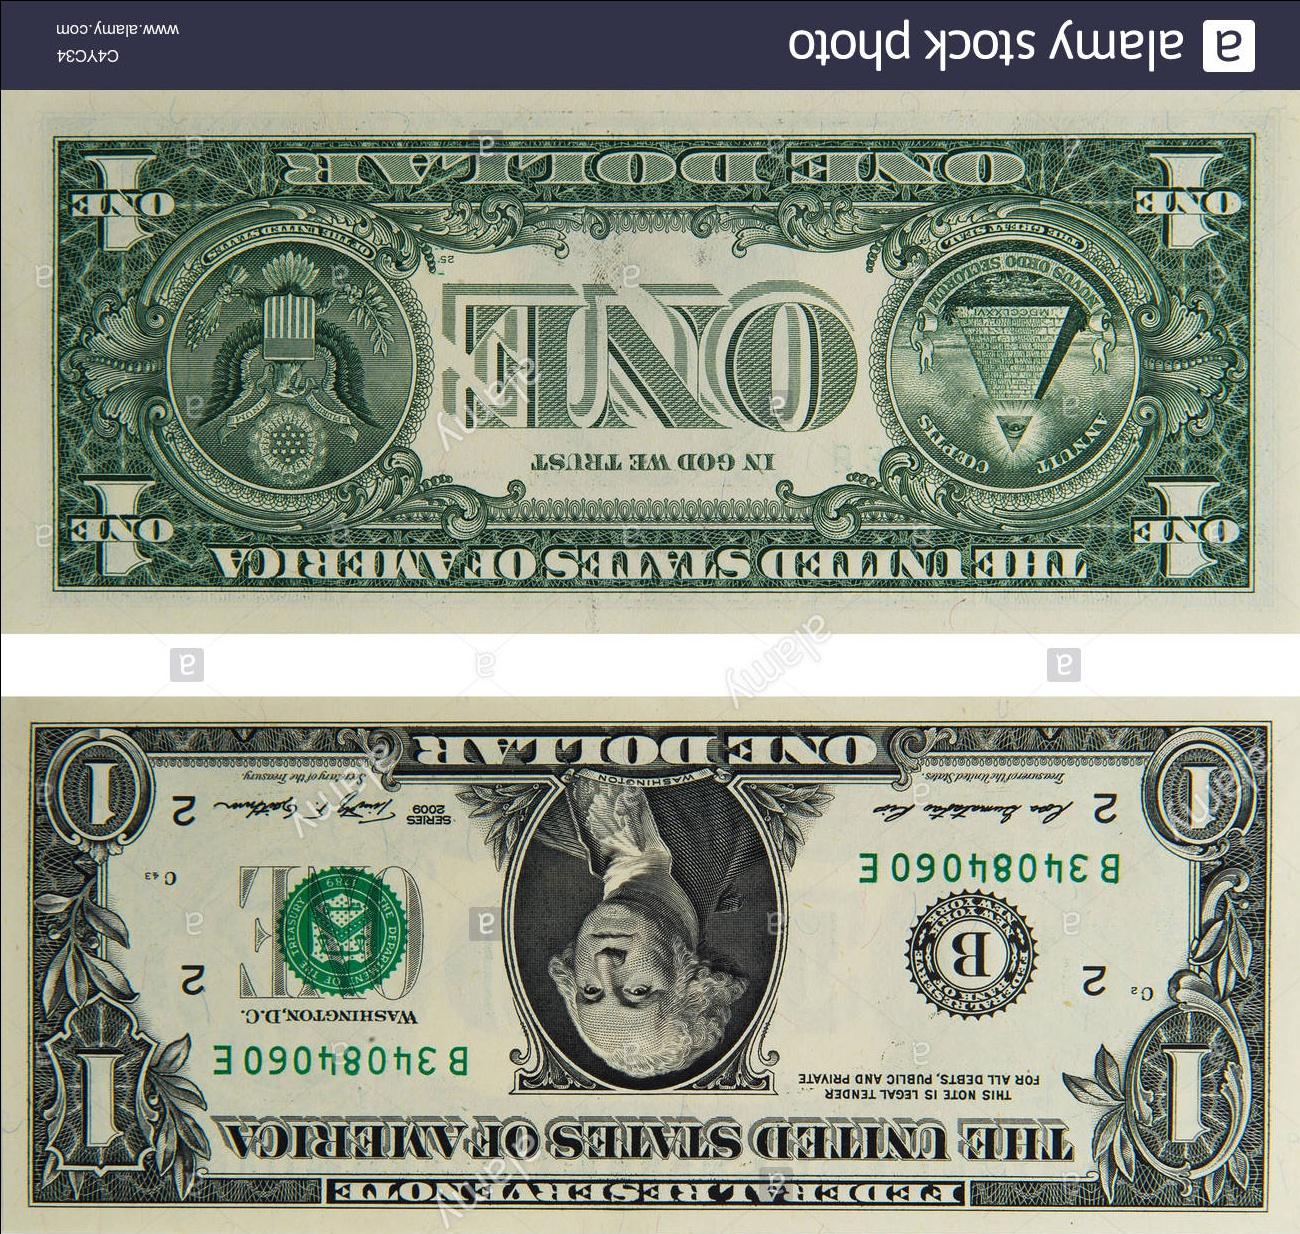 FEDERAL RESERVE NOTE
THE UNITED STATES OF AMERICA
THIS NOTE IS LEGAL TENDER
FOR ALL DEBTS, PUBLIC AND PRIVATE
B 34084060 E
WASHINGTON, D.C.
C 2
2
2
FEDERAL RESERVE BANK OF NEW YORK
NEW YORK
B
ONE
THE DEPARTMENT OF THE TREASURY
1789
B 34084060 E
C 43
2
2
SERIES
2009
Treasurer of the United States.
Secretary of the Treasury.
WASHINGTON
ONE DOLLAR
1
1
1
1
alamy
THE UNITED STATES OF AMERICA
ONE
ONE
IN GOD WE TRUST
ANNUIT COEPTIS
MDCCLXXVI
NOVUS ORDO SECLORUM
THE GREAT SEAL
ONE
OF THE UNITED STATES
25
ONE
ONE
ONE DOLLAR
1
1
1
1
a alamy stock photo
C4YC34
www.alamy.com